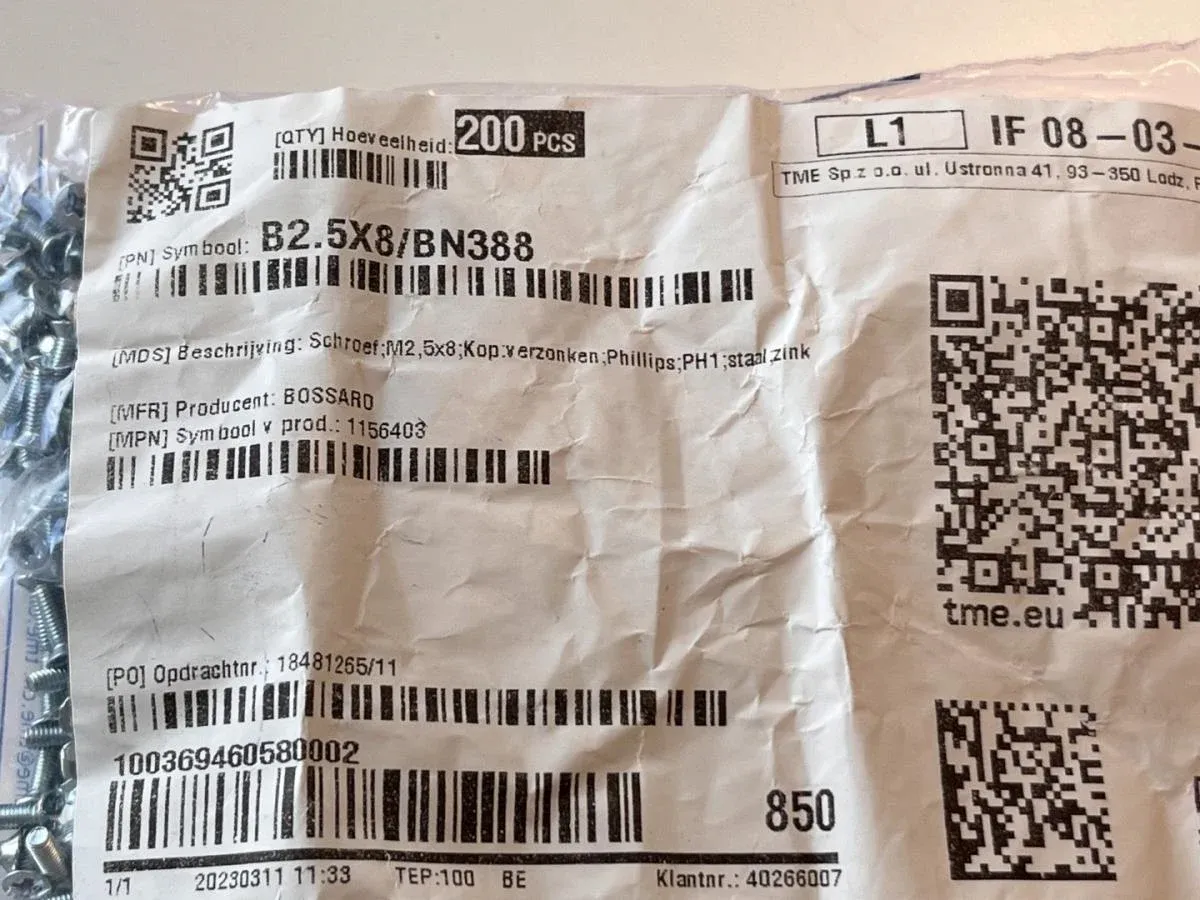 [QTY] Hoeveelheid: 200 PCS
L1 IF 08-03-
TME Sp.z o.o. ul. Ustronna 41, 93-350 Lodz,
[PN] Symbool: B2.5X8/BN388
[MDS] Beschrijving: Schroef;M2,5x8;Kop:verzonken;Phillips;PH1;staal;zink
[MFR] Producent: BOSSARD
[MPN] Symbool v prod.: 1156403
tme.eu
[PO] Opdrachtnr.: 18481265/11
100369460580002
850
1/1 20230311 11:33 TEP:100 BE Klantnr.: 40266007